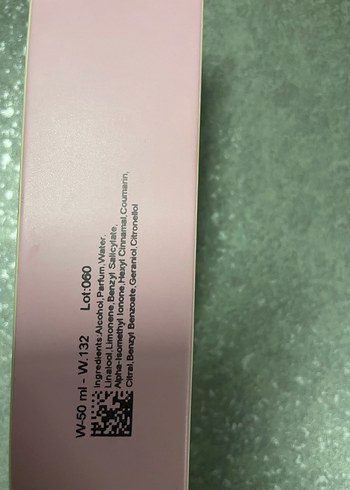 W-50 ml - W.132 Lot:060
Ingredients:Alcohol,Parfum,Water,
Linalool,Limonene,Benzyl Salicylate,
Alpha-Isomethyl Ionone,Hexyl Cinnamal,Coumarin,
Citral,Benzyl Benzoate,Geraniol,Citronellol